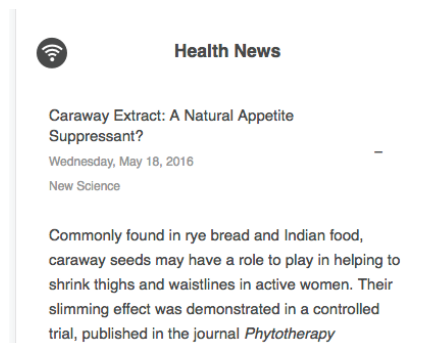 Health News
Caraway Extract: A Natural Appetite
Suppressant?
Wednesday, May 18, 2016
New Science
Commonly found in rye bread and Indian food,
caraway seeds may have a role to play in helping to
shrink thighs and waistlines in active women. Their
slimming effect was demonstrated in a controlled
trial, published in the journal Phytotherapy